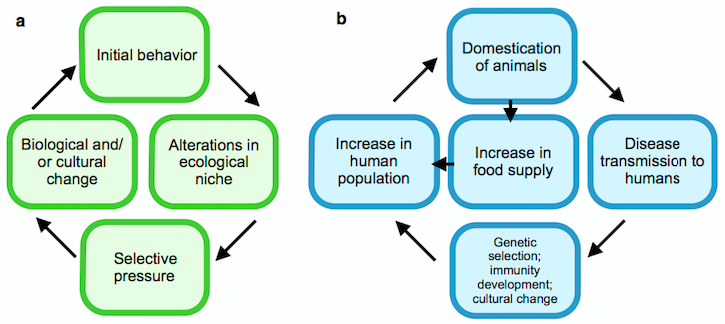 a
Initial behavior
Biological and/
or cultural
change
Alterations in
ecological
niche
Selective
pressure
b
Domestication
of animals
Increase in
human
population
Increase in
food supply
Disease
transmission to
humans
Genetic
selection;
immunity
development;
cultural change